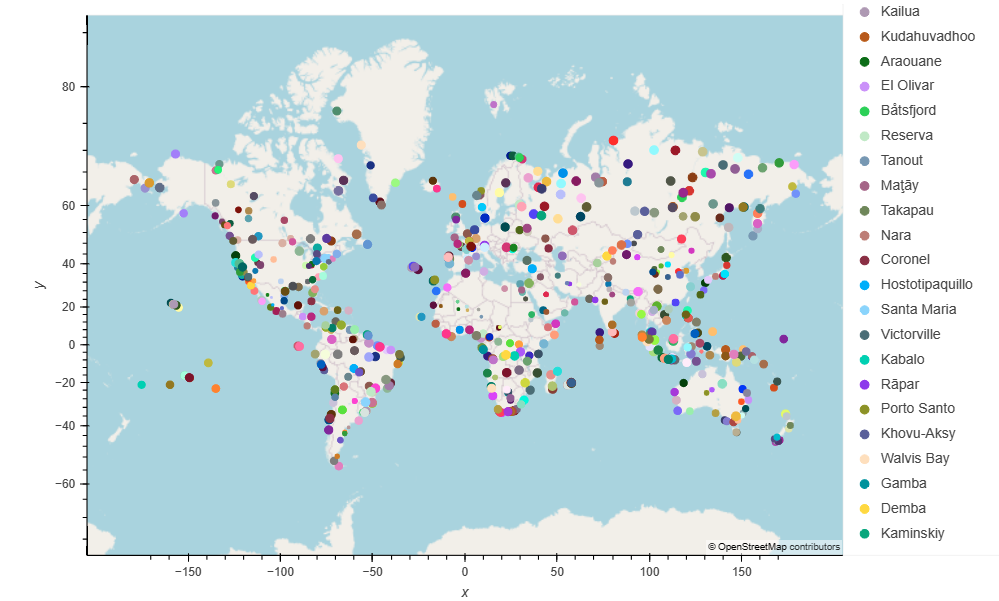 80
60
40
20
0
−20
−40
−60
y
−150
−100
−50
0
50
100
150
x
© OpenStreetMap contributors
Kailua
Kudahuvadhoo
Araouane
El Olivar
Båtsfjord
Reserva
Tanout
Maţāy
Takapau
Nara
Coronel
Hostotipaquillo
Santa Maria
Victorville
Kabalo
Rāpar
Porto Santo
Khovu-Aksy
Walvis Bay
Gamba
Demba
Kaminskiy